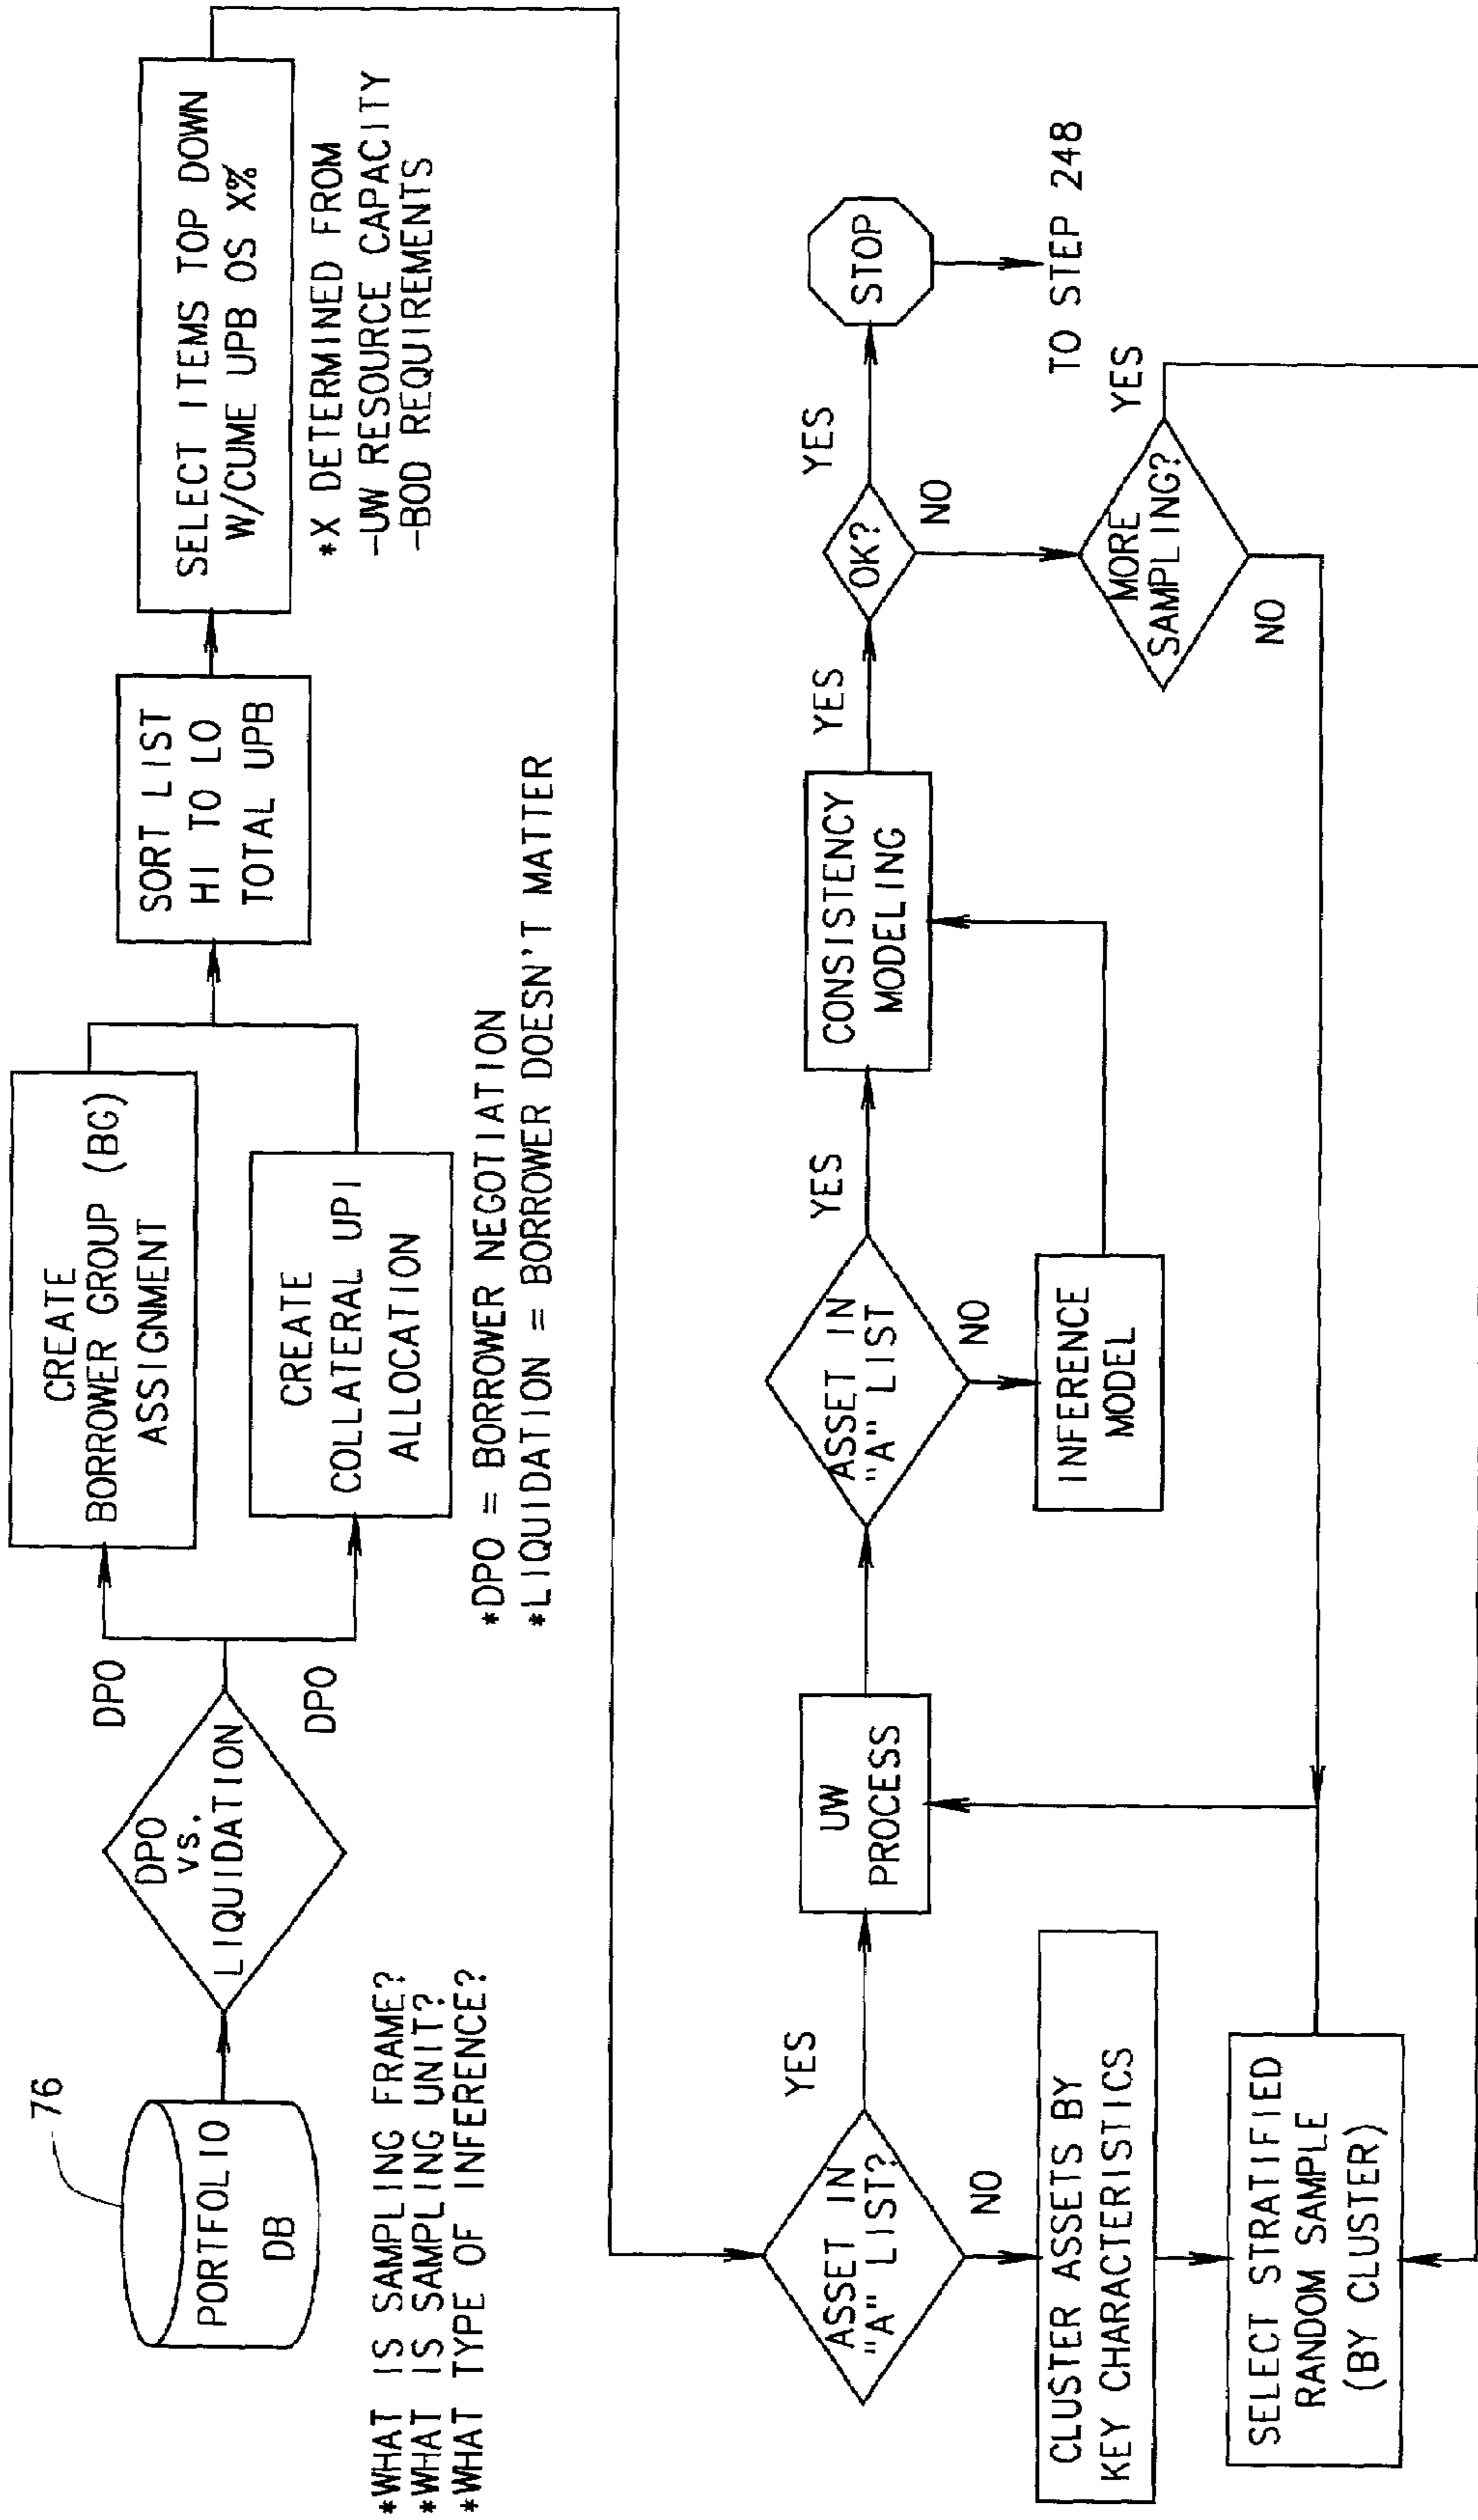 76
PORTFOLIO
DB
*WHAT IS SAMPLING FRAME?
*WHAT IS SAMPLING UNIT?
*WHAT TYPE OF INFERENCE?
DPO
vs.
LIQUIDATION
DPO
DPO
CREATE
BORROWER GROUP (BG)
ASSIGNMENT
CREATE
COLLATERAL UPI
ALLOCATION
*DPO = BORROWER NEGOTIATION
*LIQUIDATION = BORROWER DOESN'T MATTER
SORT LIST
HI TO LO
TOTAL UPB
SELECT ITEMS TOP DOWN
W/CUME UPB OS X%
*X DETERMINED FROM
-UW RESOURCE CAPACITY
-BOD REQUIREMENTS
ASSET IN
"A" LIST?
YES
NO
CLUSTER ASSETS BY
KEY CHARACTERISTICS
SELECT STRATIFIED
RANDOM SAMPLE
(BY CLUSTER)
UW
PROCESS
ASSET IN
"A" LIST
YES
NO
INFERENCE
MODEL
CONSISTENCY
MODELING
YES
OK?
YES
NO
STOP
TO STEP 248
MORE
SAMPLING?
YES
NO